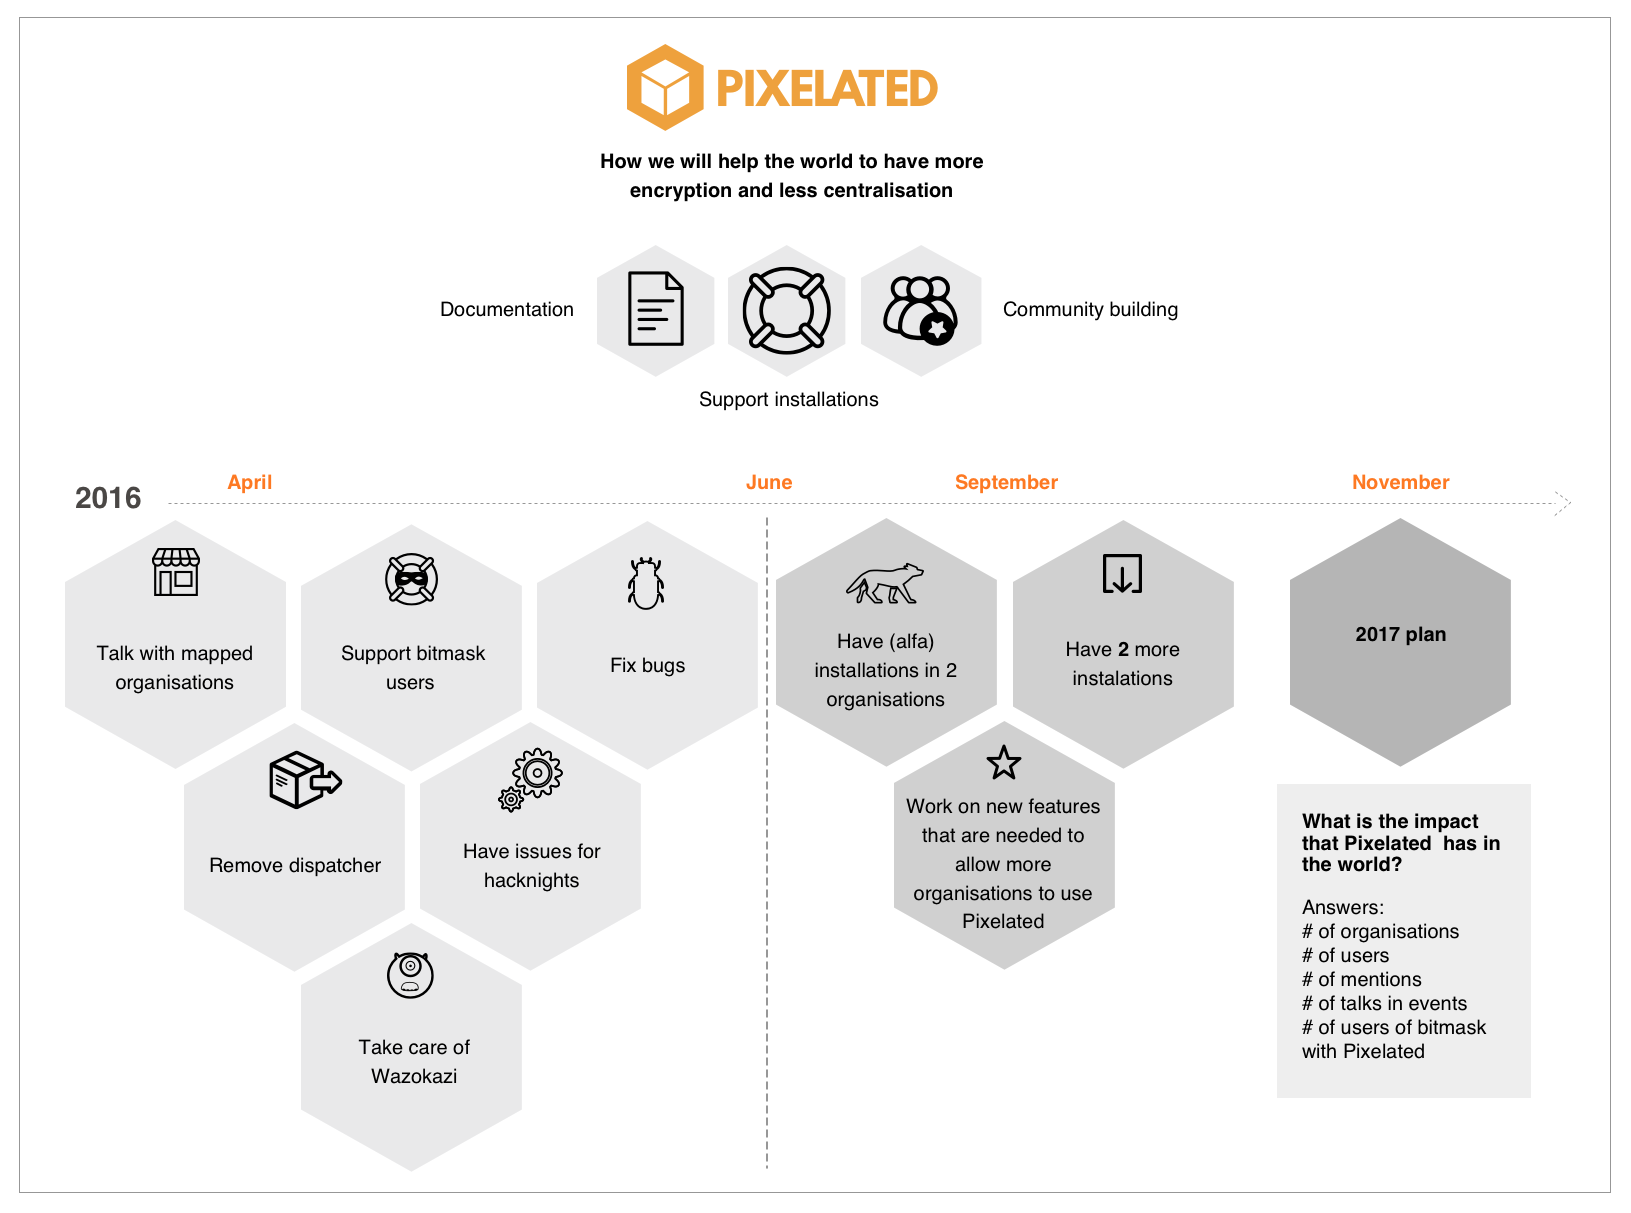 PIXELATED
How we will help the world to have more
encryption and less centralisation
Documentation
Community building
Support installations
2016
April
June
September
November
Talk with mapped
organisations
Support bitmask
users
Fix bugs
Have (alfa)
installations in 2
organisations
Have 2 more
instalations
2017 plan
Remove dispatcher
Have issues for
hacknights
Work on new features
that are needed to
allow more
organisations to use
Pixelated
Take care of
Wazokazi
What is the impact
that Pixelated  has in
the world?
Answers:
# of organisations
# of users
# of mentions
# of talks in events
# of users of bitmask
with Pixelated